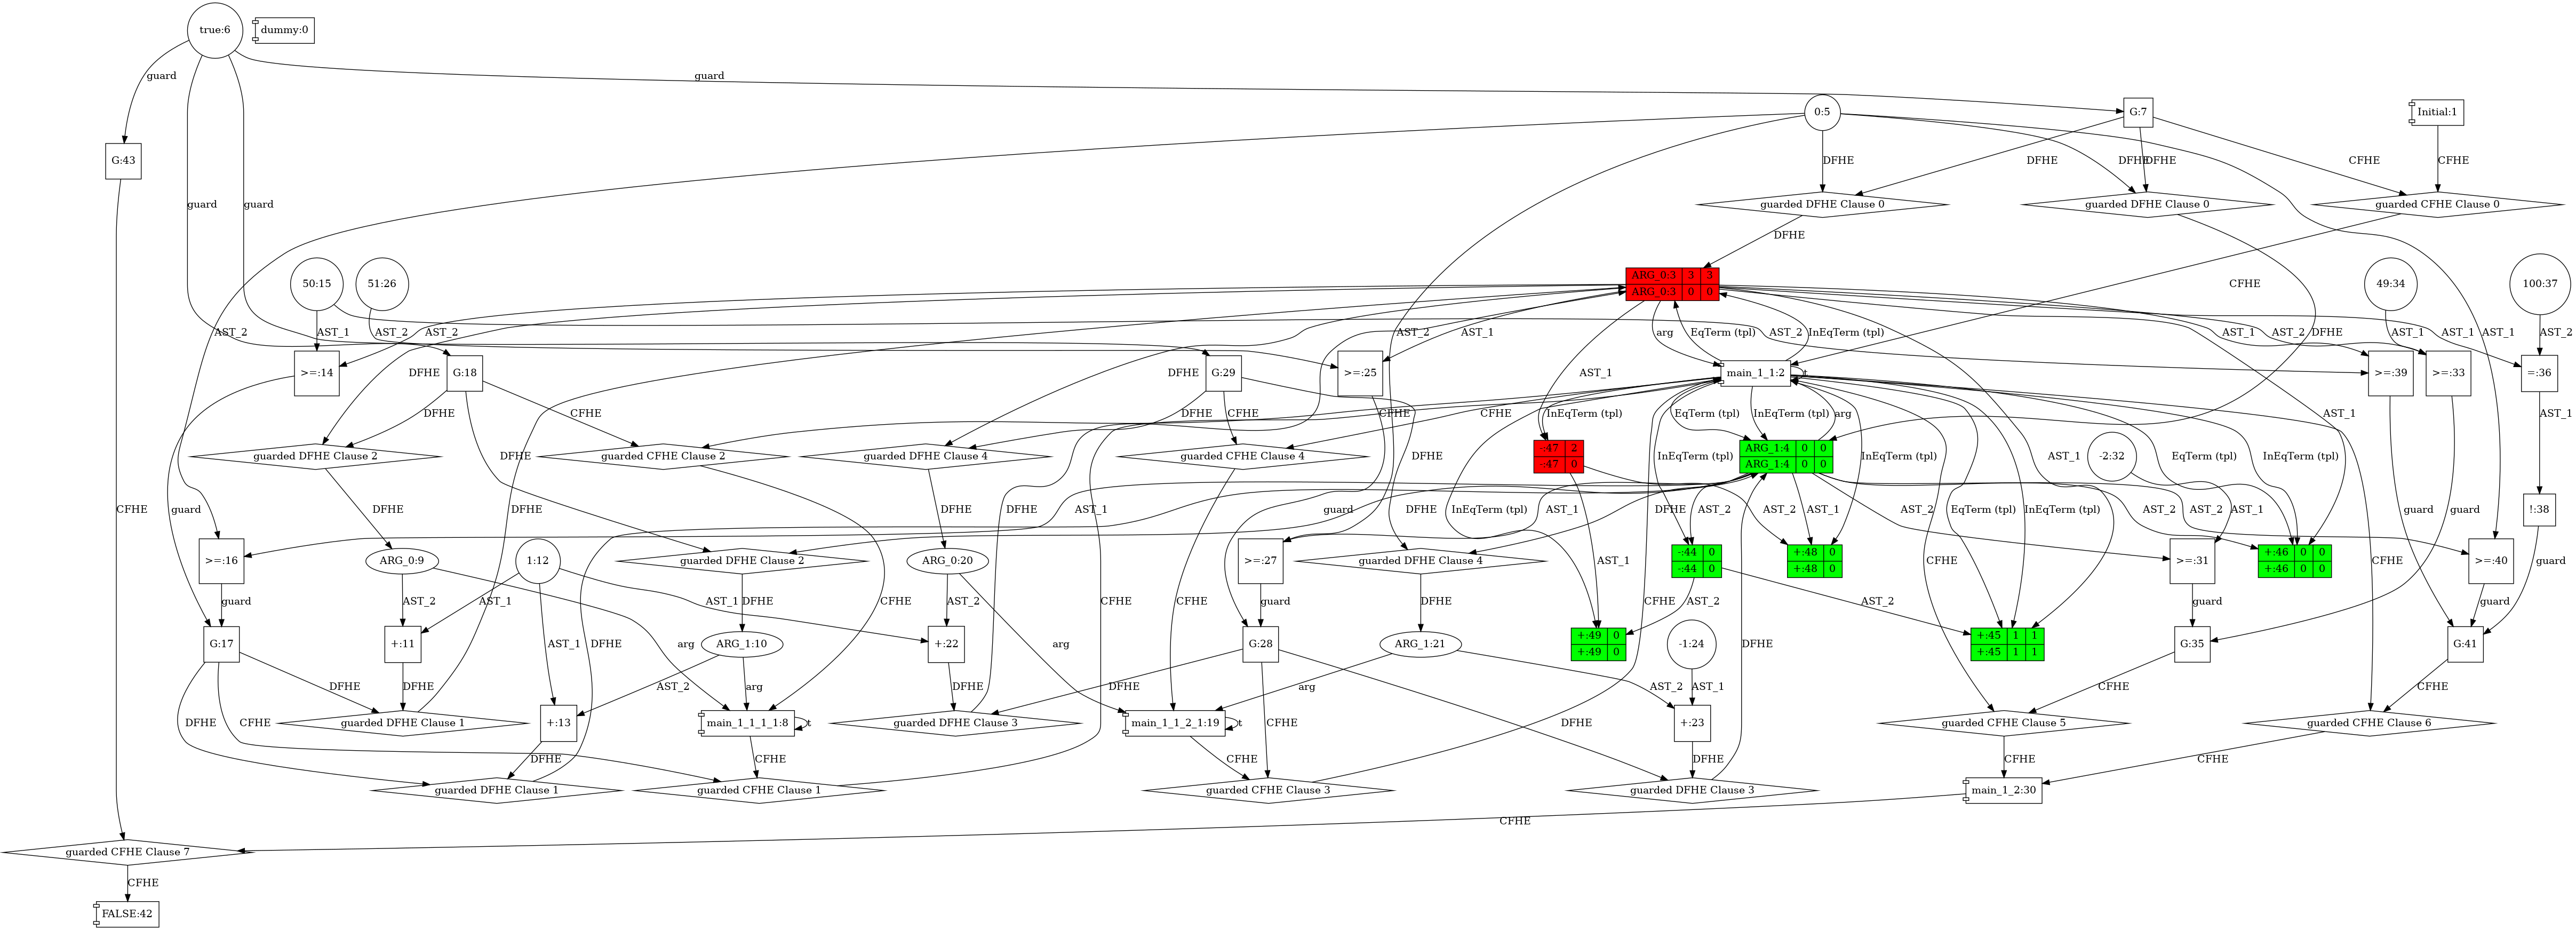 true:6
dummy:0
guard
guard
0:5
G:7
Initial:1
G:43
DFHE
DFHE
DFHE
DFHE
CFHE
CFHE
guard
guard
guarded DFHE Clause 0
guarded DFHE Clause 0
guarded CFHE Clause 0
DFHE
50:15
51:26
ARG_0:3 3 3
ARG_0:3 0 0
49:34
100:37
CFHE
AST_2
AST_1
AST_2
AST_2
AST_2
AST_1
arg
EqTerm (tpl)
InEqTerm (tpl)
AST_2
DFHE
AST_1
AST_2
AST_1
AST_1
AST_1
AST_2
>=:14
G:18
G:29
>=:25
main_1_1:2
t
>=:39
>=:33
=:36
DFHE
DFHE
AST_1
DFHE
CFHE
DFHE
CFHE
CFHE
CFHE
InEqTerm (tpl)
EqTerm (tpl)
InEqTerm (tpl)
arg
AST_1
AST_1
guarded DFHE Clause 2
guarded CFHE Clause 2
guarded DFHE Clause 4
guarded CFHE Clause 4
-:47 2
-:47 0
ARG_1:4 0 0
ARG_1:4 0 0
-2:32
DFHE
DFHE
InEqTerm (tpl)
InEqTerm (tpl)
AST_1
EqTerm (tpl)
InEqTerm (tpl)
guard
CFHE
DFHE
DFHE
DFHE
AST_1
guard
DFHE
AST_1
DFHE
InEqTerm (tpl)
AST_2
AST_2
AST_1
AST_2
EqTerm (tpl)
InEqTerm (tpl)
AST_2
AST_2
AST_1
guard
guard
!:38
>=:16
ARG_0:9
1:12
guarded DFHE Clause 2
ARG_0:20
>=:27
guarded DFHE Clause 4
-:44 0
-:44 0
+:48 0
+:48 0
>=:31
+:46 0 0
+:46 0 0
>=:40
AST_1
CFHE
CFHE
guard
guard
AST_2
AST_1
AST_1
DFHE
CFHE
AST_2
CFHE
CFHE
guard
DFHE
CFHE
AST_2
AST_2
guard
guard
G:17
+:11
ARG_1:10
+:22
G:28
ARG_1:21
-1:24
+:49 0
+:49 0
+:45 1 1
+:45 1 1
G:35
G:41
AST_1
arg
arg
DFHE
DFHE
DFHE
DFHE
AST_2
arg
DFHE
DFHE
arg
AST_2
AST_1
CFHE
CFHE
guarded DFHE Clause 1
+:13
main_1_1_1_1:8
t
guarded DFHE Clause 3
main_1_1_2_1:19
t
+:23
guarded CFHE Clause 5
guarded CFHE Clause 6
DFHE
CFHE
CFHE
DFHE
CFHE
CFHE
DFHE
DFHE
CFHE
CFHE
guarded DFHE Clause 1
guarded CFHE Clause 1
guarded CFHE Clause 3
guarded DFHE Clause 3
main_1_2:30
CFHE
guarded CFHE Clause 7
CFHE
FALSE:42